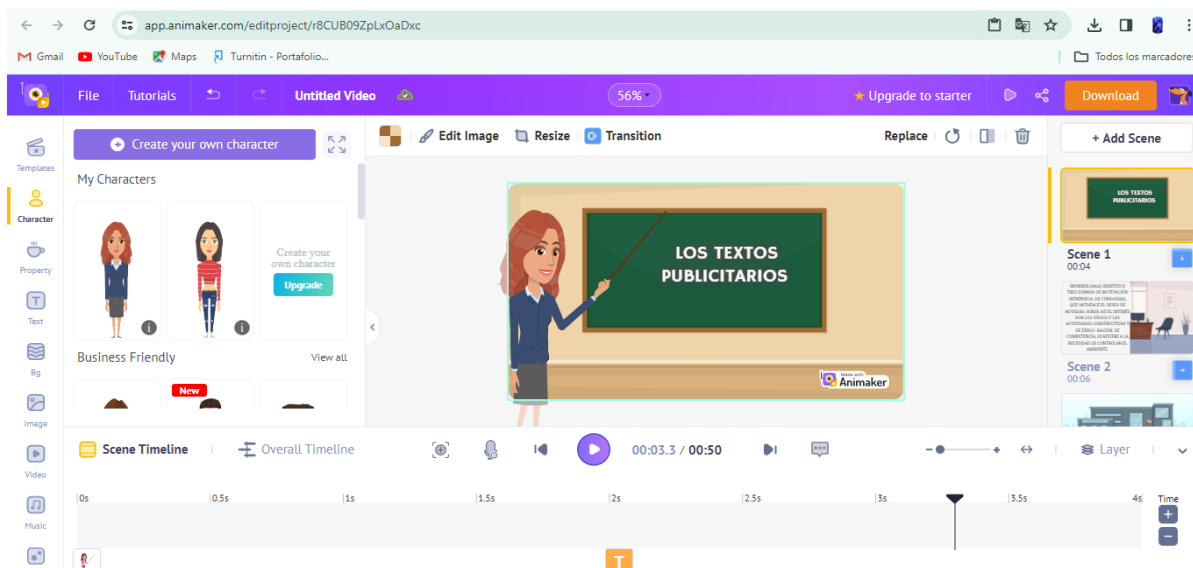 app.animaker.com/editproject/r8CUB09ZpLxOaDxc
Gmail YouTube Maps Turnitin - Portafolio... Todos los marcadores
File Tutorials Untitled Video 56% Upgrade to starter Download
Templates
Character
Property
Text
Bg
Image
Video
Music
Create your own character
My Characters
Create your
own character
Upgrade
Business Friendly View all
New
Edit Image Resize Transition Replace
LOS TEXTOS
PUBLICITARIOS
Made with
Animaker
+ Add Scene
LOS TEXTOS
PUBLICITARIOS
Scene 1
00:04
Scene 2
00:06
Scene Timeline Overall Timeline 00:03.3 / 00:50 Layer
0s 0.5s 1s 1.5s 2s 2.5s 3s 3.5s 4s Time
T